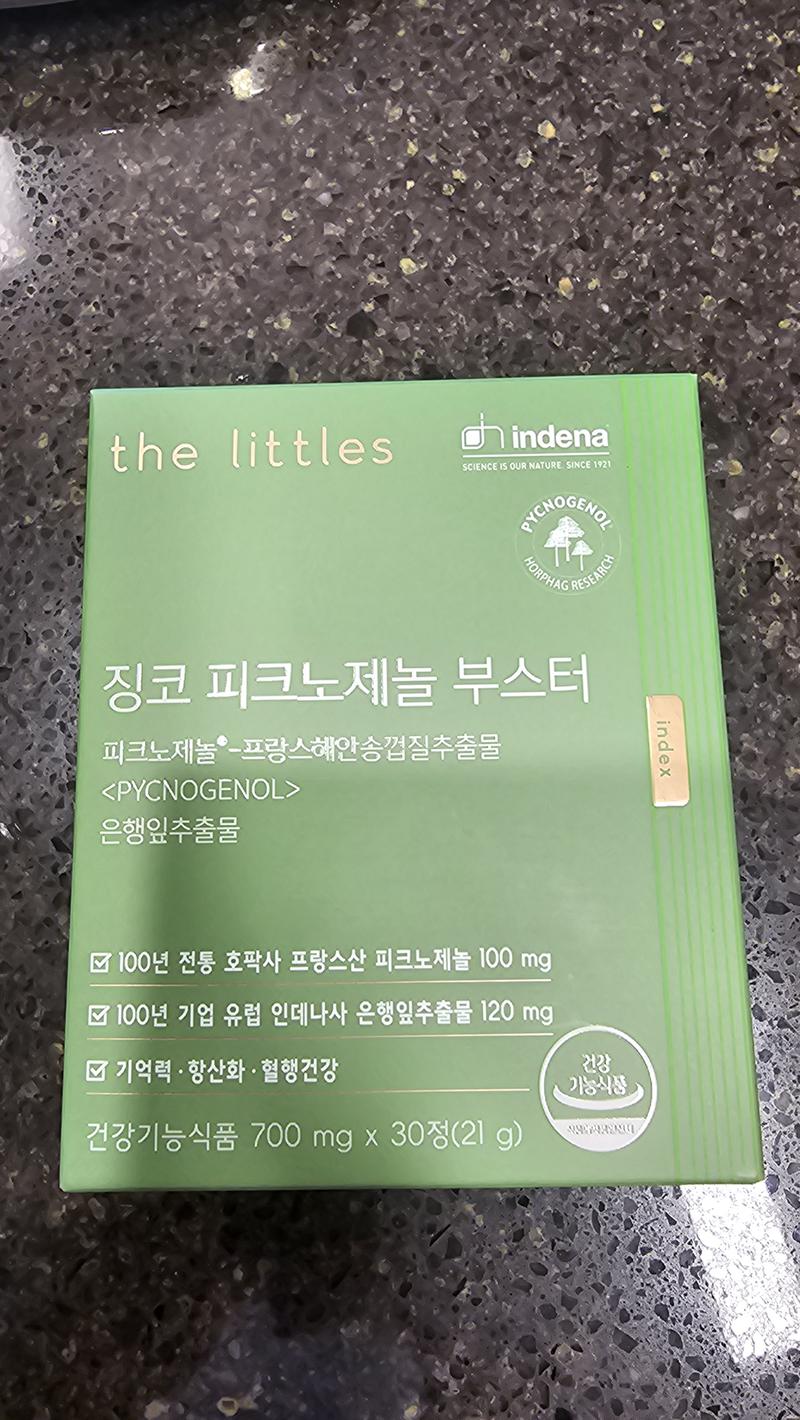 the littles
indena
SCIENCE IS OUR NATURE. SINCE 1921
PYCNOGENOL®
HORPHAG RESEARCH
징코 피크노제놀 부스터
피크노제놀®-프랑스해안송껍질추출물
<PYCNOGENOL>
은행잎추출물
index
100년 전통 호팍사 프랑스산 피크노제놀 100 mg
100년 기업 유럽 인데나사 은행잎추출물 120 mg
기억력·항산화·혈행건강
건강
기능식품
건강기능식품 700 mg x 30정(21 g)